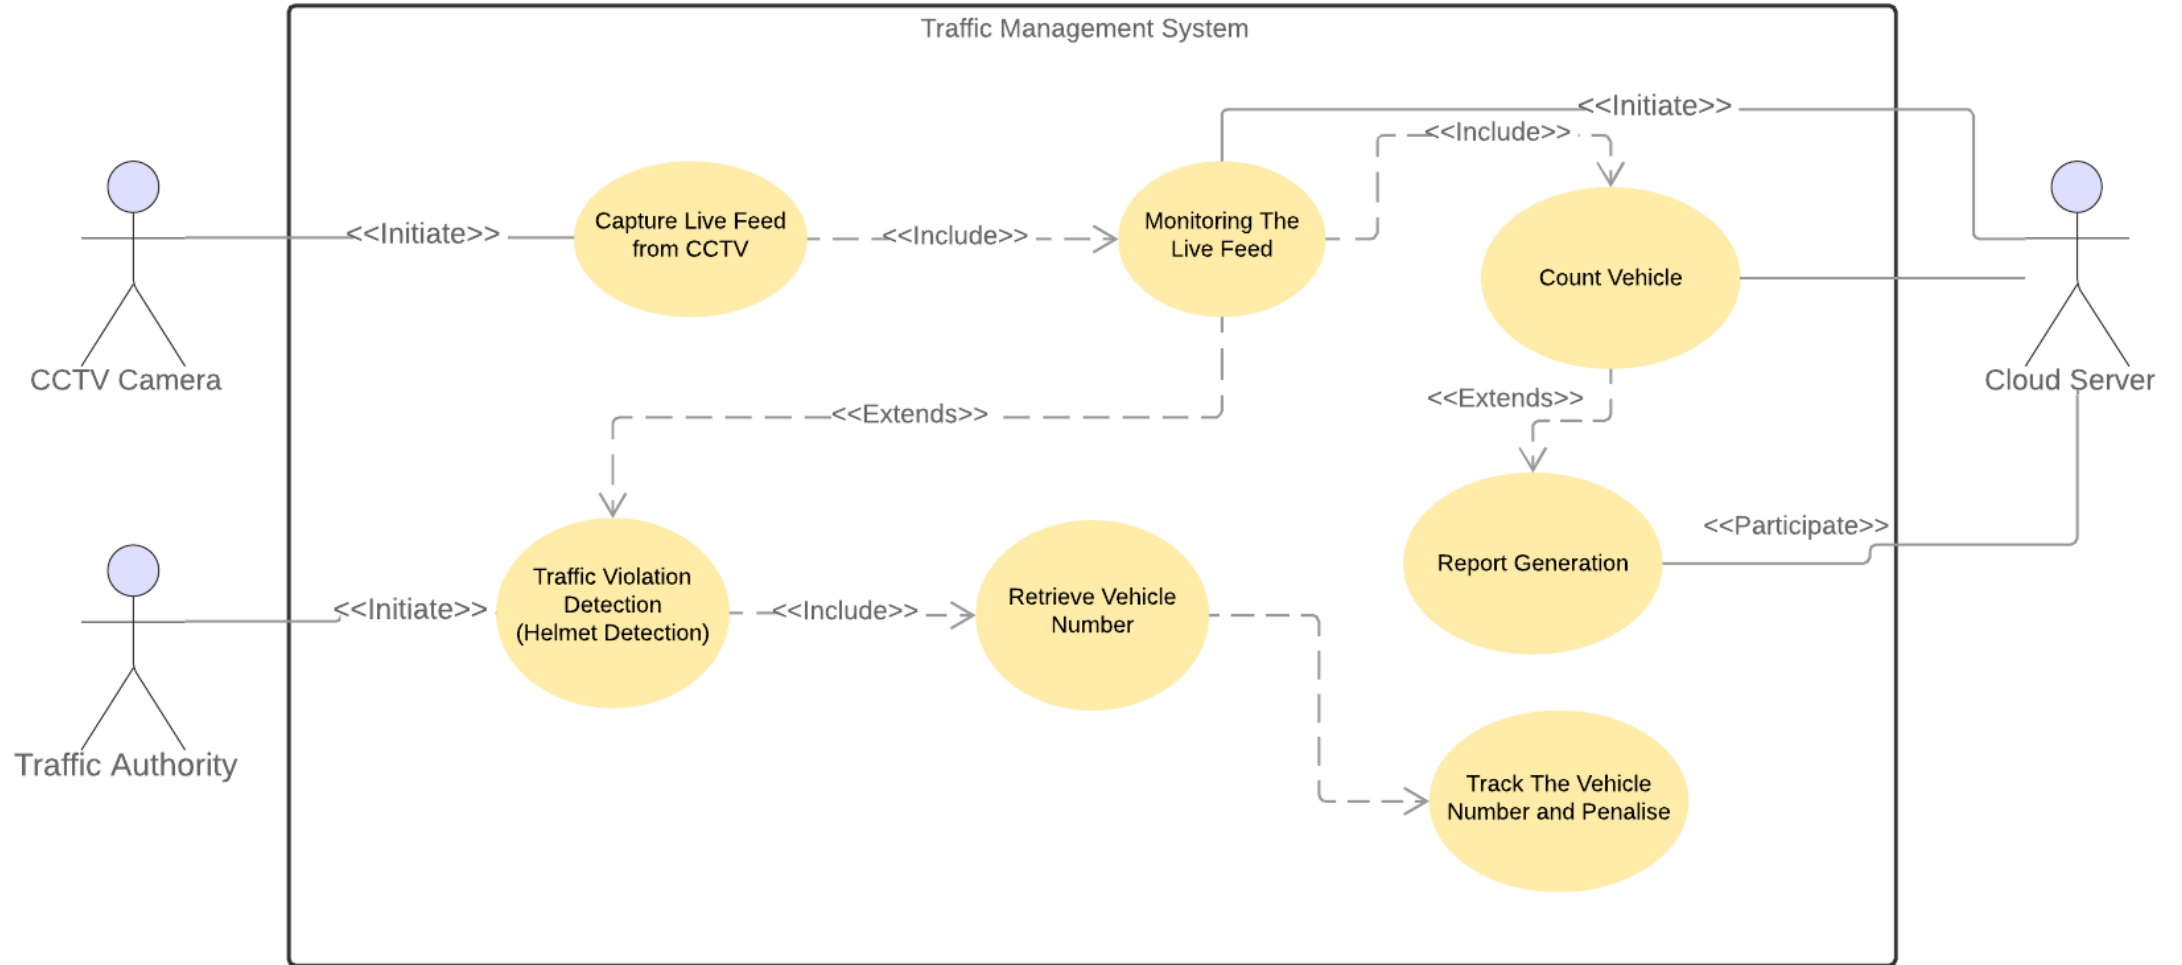 Traffic Management System
<<Initiate>>
<<Include>>
<<Initiate>>
Capture Live Feed
from CCTV
<<Include>>
Monitoring The
Live Feed
Count Vehicle
CCTV Camera
Cloud Server
<<Extends>>
<<Extends>>
<<Participate>>
<<Initiate>>
Traffic Violation
Detection
(Helmet Detection)
<<Include>>
Retrieve Vehicle
Number
Report Generation
Traffic Authority
Track The Vehicle
Number and Penalise